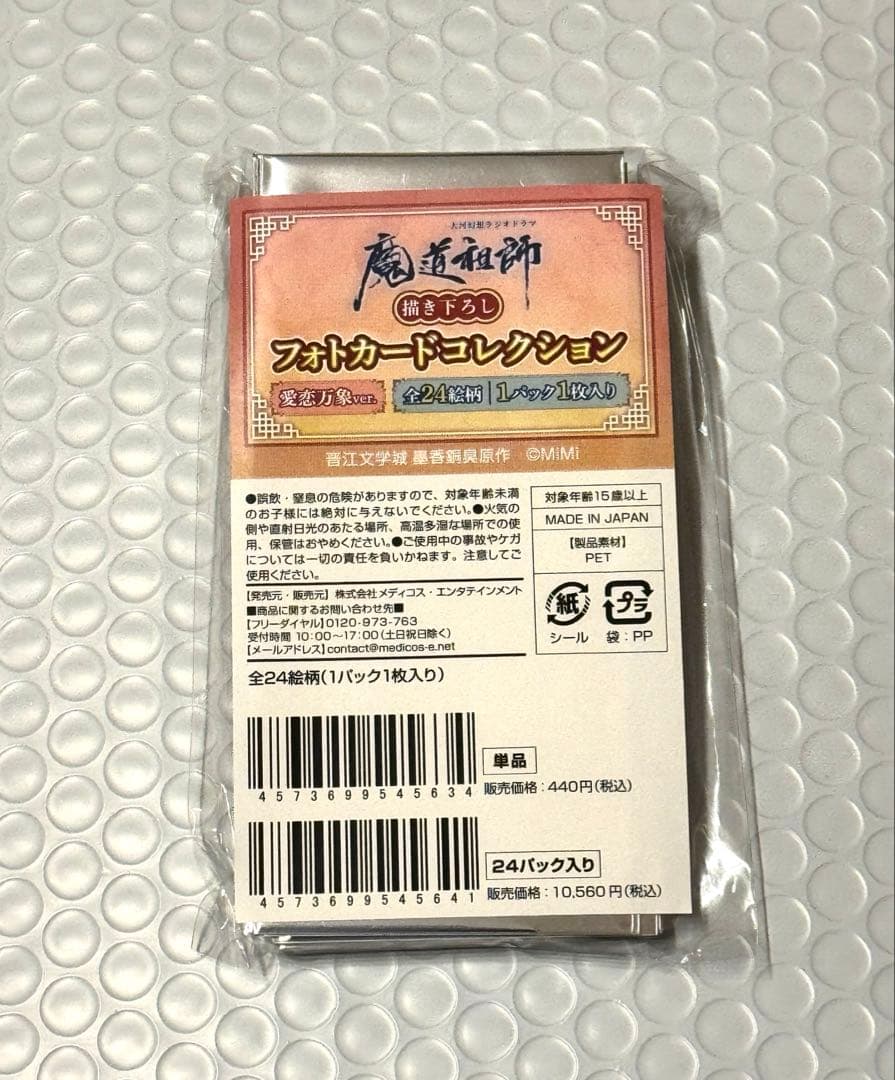 大河幻想ラジオドラマ
魔道祖師
描き下ろし
フォトカードコレクション
愛恋万象ver. 全24絵柄|1パック1枚入り
晋江文学城 墨香銅臭原作 ©MiMi
●誤飲・窒息の危険がありますので、対象年齢未満
のお子様には絶対に与えないでください。●火気の
側や直射日光のあたる場所、高温多湿な場所での使
用、保管はおやめください。●ご使用中の事故やケガ
については一切の責任を負いかねます。注意してご
使用ください。
【発売元・販売元】株式会社メディコス・エンタテインメント
■商品に関するお問い合わせ先■
【フリーダイヤル】0120-973-763
受付時間 10:00〜17:00(土日祝日除く)
【メールアドレス】contact@medicos-e.net
対象年齢15歳以上
MADE IN JAPAN
【製品素材】
PET
紙 プラ
シール 袋:PP
全24絵柄(1パック1枚入り)
単品
4573699545634 販売価格:440円(税込)
24パック入り
4573699545641 販売価格:10,560円(税込)